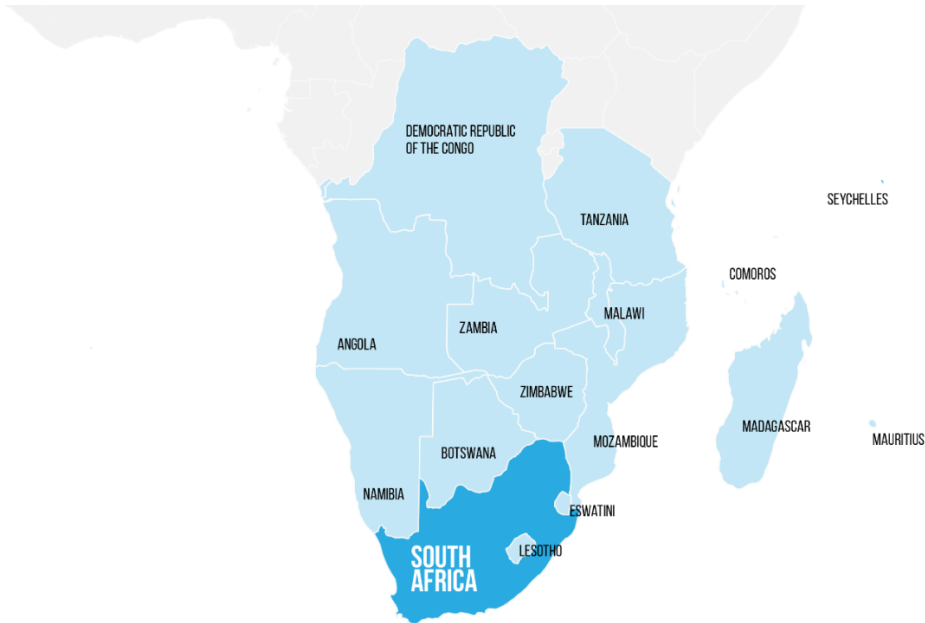 DEMOCRATIC REPUBLIC
OF THE CONGO
SEYCHELLES
TANZANIA
COMOROS
MALAWI
ZAMBIA
ANGOLA
ZIMBABWE
MADAGASCAR
MAURITIUS
MOZAMBIQUE
BOTSWANA
NAMIBIA
ESWATINI
LESOTHO
SOUTH
AFRICA